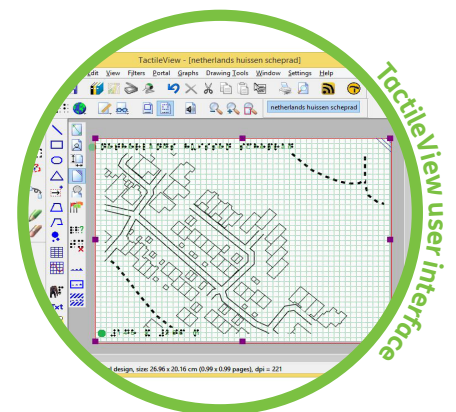 TactileView - [netherlands huissen scheprad]
Edit View Filters Portal Graphs Drawing Tools Window Settings Help
netherlands huissen scheprad
Txt
design, size: 26.96 x 20.16 cm (0.99 x 0.99 pages), dpi = 221
TactileView user interface